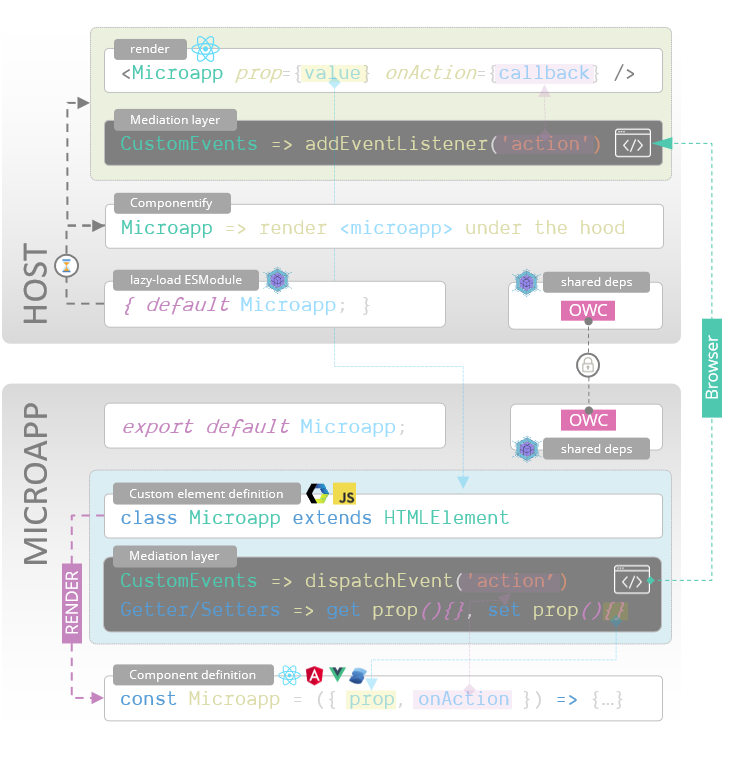 render
<Microapp prop={value} onAction={callback} />
Mediation layer
CustomEvents => addEventListener('action')
</>
Componentify
Microapp => render <microapp> under the hood
HOST
lazy-load ESModule
{ default Microapp; }
shared deps
OWC
Browser
MICROAPP
export default Microapp;
OWC
shared deps
Custom element definition
JS
class Microapp extends HTMLElement
Mediation layer
CustomEvents => dispatchEvent('action’)
</>
Getter/Setters => get prop(){}, set prop(){}
RENDER
Component definition
const Microapp = ({ prop, onAction }) => {…}